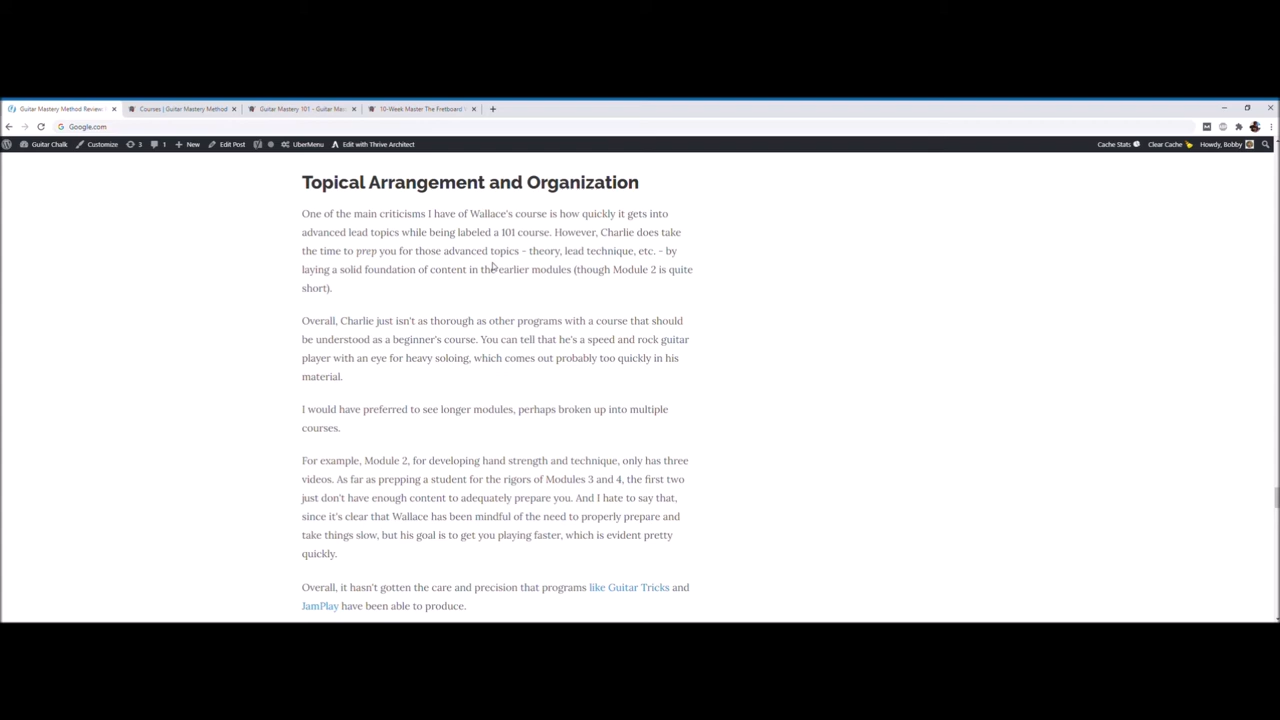 Guitar Mastery Method Review
Courses | Guitar Mastery Method
Guitar Mastery 101 - Guitar Mas
10-Week Master The Fretboard
Google.com
Guitar Chalk
Customize
3
1
New
Edit Post
UberMenu
Edit with Thrive Architect
Cache Stats
Clear Cache
Howdy, Bobby
Topical Arrangement and Organization
One of the main criticisms I have of Wallace's course is how quickly it gets into
advanced lead topics while being labeled a 101 course. However, Charlie does take
the time to prep you for those advanced topics - theory, lead technique, etc. - by
laying a solid foundation of content in the earlier modules (though Module 2 is quite
short).
Overall, Charlie just isn't as thorough as other programs with a course that should
be understood as a beginner's course. You can tell that he's a speed and rock guitar
player with an eye for heavy soloing, which comes out probably too quickly in his
material.
I would have preferred to see longer modules, perhaps broken up into multiple
courses.
For example, Module 2, for developing hand strength and technique, only has three
videos. As far as prepping a student for the rigors of Modules 3 and 4, the first two
just don't have enough content to adequately prepare you. And I hate to say that,
since it's clear that Wallace has been mindful of the need to properly prepare and
take things slow, but his goal is to get you playing faster, which is evident pretty
quickly.
Overall, it hasn't gotten the care and precision that programs like Guitar Tricks and
JamPlay have been able to produce.